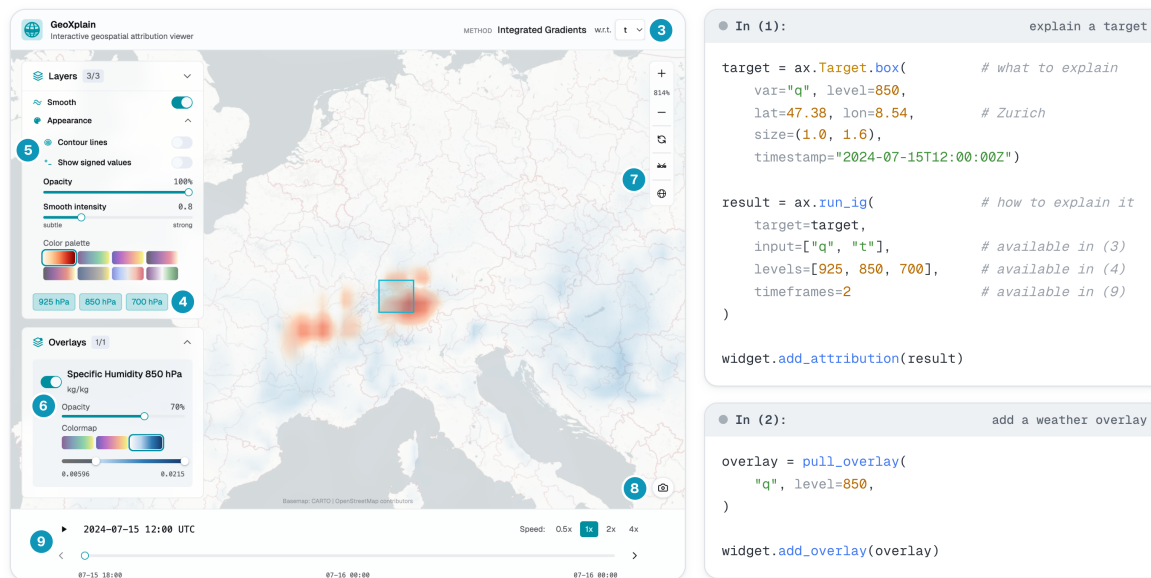 GeoXplain
Interactive geospatial attribution viewer
METHOD Integrated Gradients w.r.t. t 3
Layers 3/3
Smooth
Appearance
5
Contour lines
Show signed values
Opacity 100%
Smooth intensity 0.8
subtle strong
Color palette
925 hPa 850 hPa 700 hPa 4
Overlays 1/1
Specific Humidity 850 hPa
kg/kg
6
Opacity 70%
Colormap
0.00596 0.0215
+
814%
−
7
8
Basemap: CARTO | OpenStreetMap contributors
9
2024-07-15 12:00 UTC
Speed: 0.5x 1x 2x 4x
07-15 18:00 07-16 00:00 07-16 00:00
In (1): explain a target
target = ax.Target.box( # what to explain
var="q", level=850,
lat=47.38, lon=8.54, # Zurich
size=(1.0, 1.6),
timestamp="2024-07-15T12:00:00Z")
result = ax.run_ig( # how to explain it
target=target,
input=["q", "t"], # available in (3)
levels=[925, 850, 700], # available in (4)
timeframes=2 # available in (9)
)
widget.add_attribution(result)
In (2): add a weather overlay
overlay = pull_overlay(
"q", level=850,
)
widget.add_overlay(overlay)